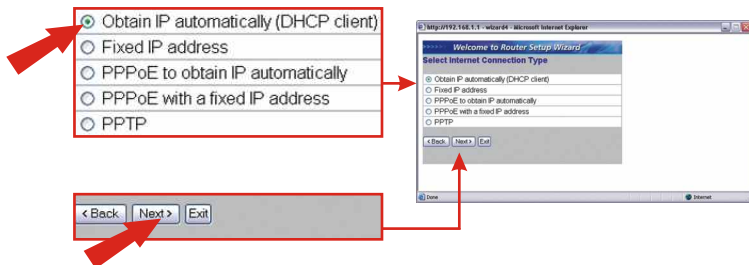 Obtain IP automatically (DHCP client)
Fixed IP address
PPPoE to obtain IP automatically
PPPoE with a fixed IP address
PPTP
< Back Next > Exit
http://192.168.1.1 - wizard4 - Microsoft Internet Explorer
Welcome to Router Setup Wizard
Select Internet Connection Type
Obtain IP automatically (DHCP client)
Fixed IP address
PPPoE to obtain IP automatically
PPPoE with a fixed IP address
PPTP
< Back Next > Exit
Done Internet